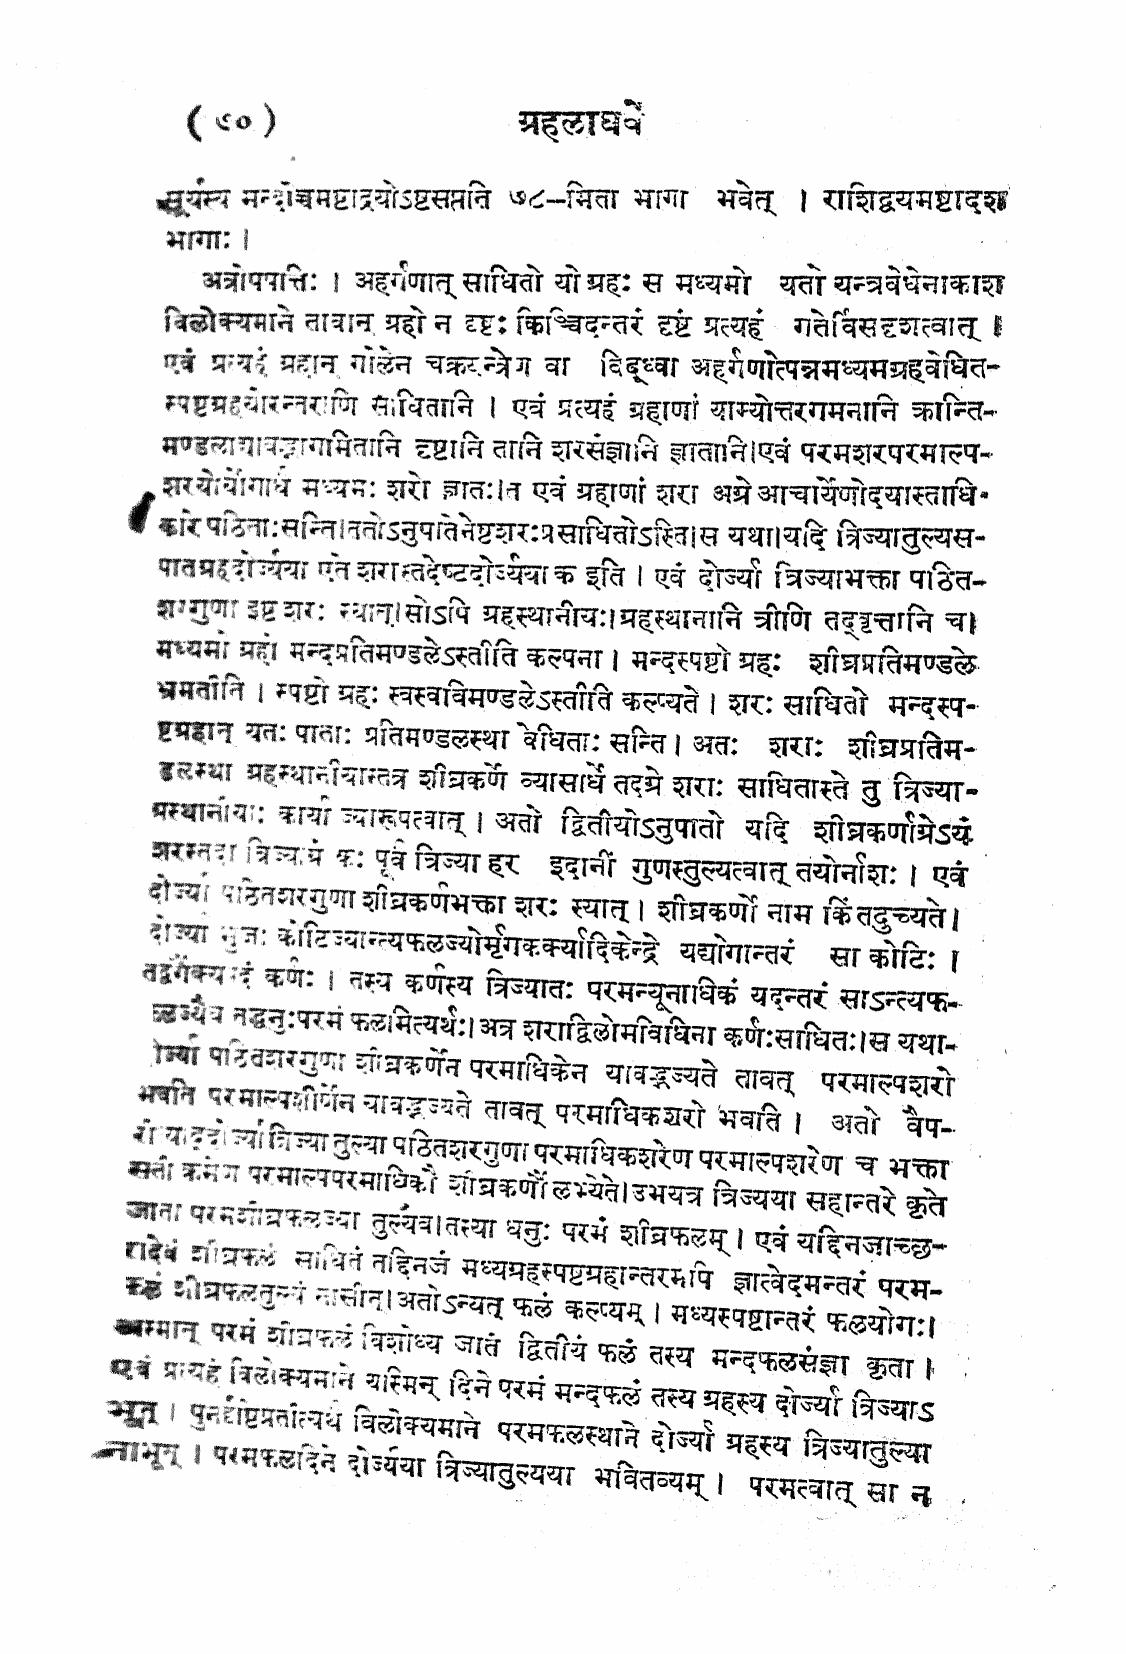 ( ९० ) ग्रहलाघवे
सूर्यस्य मन्दोच्चमष्टाद्रयोऽष्टसप्तति ७८–मिता भागा भवेत् । राशिद्वयमष्टादश
भागाः ।
अत्रोपपत्तिः । अहर्गणात् साधितो यो ग्रहः स मध्यमो यतो यन्त्रवेधेनाकाश
विलोक्यमाने तावान् ग्रहो न दृष्टः किञ्चिदन्तरं दृष्टं प्रत्यहं गतेर्विसदृशत्वात् ।
एवं प्रत्यहं ग्रहान् गोलेन चक्रयन्त्रेण वा विद्ध्वा अहर्गणोत्पन्नमध्यमग्रहवेधित-
स्पष्टग्रहयोरन्तराणि साधितानि । एवं प्रत्यहं ग्रहाणां याम्योत्तरगमनानि क्रान्ति-
मण्डलाद्यावद्भागमितानि दृष्टानि तानि शरसंज्ञानि ज्ञातानि।एवं परमशरपरमाल्प-
शरयोर्योगार्धं मध्यमः शरो ज्ञातः।त एवं ग्रहाणां शरा अग्रे आचार्येणोदयास्ताधि-
कारे पठिताः सन्ति।ततोऽनुपातेनेष्टशरःप्रसाधितोऽस्ति।स यथा।यदि त्रिज्यातुल्यस-
पातग्रहदोर्ज्यया एते शरास्तदेष्टदोर्ज्यया क इति । एवं दोर्ज्या त्रिज्याभक्ता पाठित-
शरगुणा इष्ट शरः स्यात्।सोऽपि ग्रहस्थानीयः।ग्रहस्थानानि त्रीणि तद्वृत्तानि च।
मध्यमो ग्रहो मन्दप्रतिमण्डलेऽस्तीति कल्पना । मन्दस्पष्टो ग्रहः शीघ्रप्रतिमण्डले
भ्रमतीति । स्पष्टो ग्रहः स्वस्वविमण्डलेऽस्तीति कल्प्यते । शरः साधितो मन्दस्प-
ष्टग्रहान् यतः पाताः प्रतिमण्डलस्था वेधिताः सन्ति । अतः शराः शीघ्रप्रतिम-
ण्डलस्था ग्रहस्थानीयास्तत्र शीघ्रकर्णे व्यासार्धे तदग्रे शराः साधितास्ते तु त्रिज्या-
ग्रस्थानीयाः कार्या ज्यारूपत्वात् । अतो द्वितीयोऽनुपातो यदि शीघ्रकर्णाग्रेऽयं
शरस्तदा त्रिज्याग्रे कः पूर्वं त्रिज्या हर इदानीं गुणस्तुल्यत्वात् तयोर्नाशः । एवं
दोर्ज्या पठितशरगुणा शीघ्रकर्णभक्ता शरः स्यात् । शीघ्रकर्णो नाम किं तदुच्यते।
दोर्ज्या भुजः कोटिज्यान्त्यफलज्योर्मृगकर्क्यादिकेन्द्रे यद्योगान्तरं सा कोटिः ।
तद्वर्गैक्यपदं कर्णः । तस्य कर्णस्य त्रिज्यातः परमन्यूनाधिकं यदन्तरं साऽन्त्यफ-
लज्यैव तद्धनुःपरमं फलमित्यर्थः।अत्र शराद्विलोमविधिना कर्णःसाधितः।स यथा-
दोर्ज्या पठितशरगुणा शीघ्रकर्णेन परमाधिकेन यावद्भज्यते तावत् परमाल्पशरो
भवति परमाल्पशीर्णेन यावद्भज्यते तावत् परमाधिकशरो भवति । अतो वैप-
रीत्याद्दोर्ज्यात्रिज्या तुल्या पठितशरगुणा परमाधिकशरेण परमाल्पशरेण च भक्ता
सती क्रमेण परमाल्पपरमाधिकौ शीघ्रकर्णौ लभ्येते।उभयत्र त्रिज्यया सहान्तरे कृते
जाता परमशीघ्रफलज्या तुल्यैव।तस्या धनुः परमं शीघ्रफलम् । एवं यद्दिनजाच्छ-
रादेवं शीघ्रफलं साधितं तद्दिनजं मध्यग्रहस्पष्टग्रहान्तरमपि ज्ञात्वेदमन्तरं परम-
फलं शीघ्रफलतुल्यं नासीत्।अतोऽन्यत् फलं कल्प्यम् । मध्यस्पष्टान्तरं फलयोगः।
अस्मान् परमं शीघ्रफलं विशोध्य जातं द्वितीयं फलं तस्य मन्दफलसंज्ञा कृता ।
एवं प्रत्यहं विलोक्यमाने यस्मिन् दिने परमं मन्दफलं तस्य ग्रहस्य दोर्ज्या त्रिज्याऽ
भूत् । पुनर्दृष्टिप्रतीत्यर्थं विलोक्यमाने परमफलस्थाने दोर्ज्या ग्रहस्य त्रिज्यातुल्या
नाभूत् । परमफलदिने दोर्ज्यया त्रिज्यातुल्यया भवितव्यम् । परमत्वात् सा न